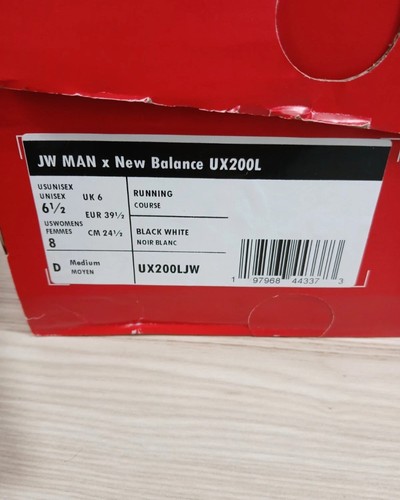 JW MAN x New Balance UX200L
USUNISEX
UNISEX
6½
UK 6
EUR 39½
USWOMENS
FEMMES
8
CM 24½
D
Medium
MOYEN
RUNNING
COURSE
BLACK WHITE
NOIR BLANC
UX200LJW
1 97968 44337 3